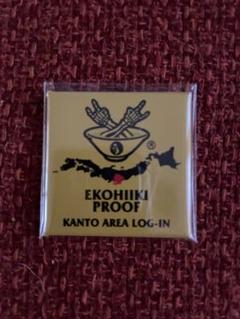 ®
EKOHIIKI
PROOF
KANTO AREA LOG-IN